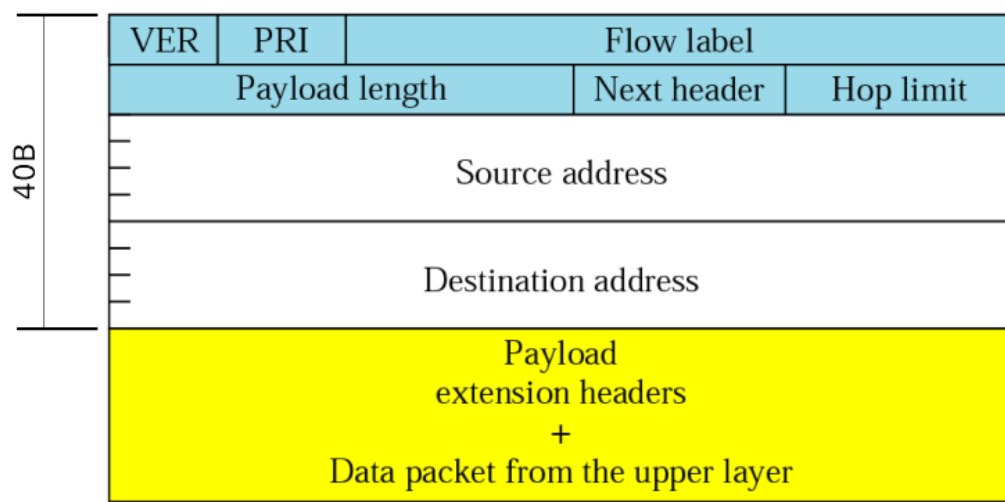 VER PRI Flow label
Payload length Next header Hop limit
40B
Source address
Destination address
Payload
extension headers
+
Data packet from the upper layer